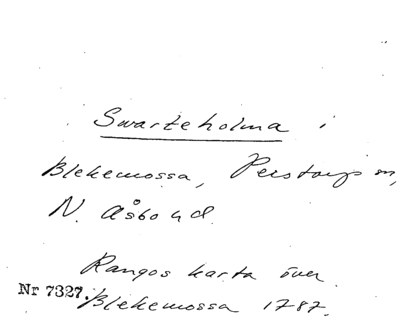 Swarteholma i
Blekemossa, Perstorps sn,
N. Åsbo hd.
Rangos karta över
Nr 7327. Blekemossa 1787.